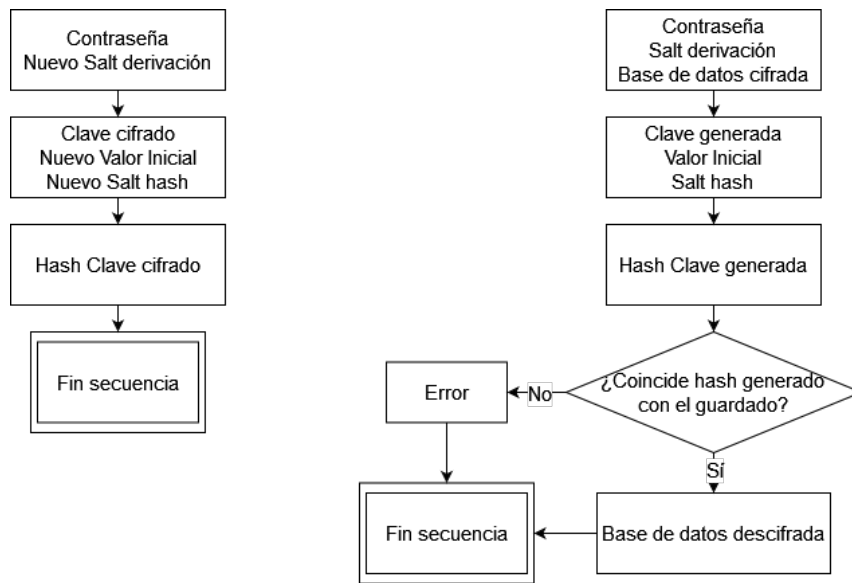 Contraseña
Nuevo Salt derivación
Clave cifrado
Nuevo Valor Inicial
Nuevo Salt hash
Hash Clave cifrado
Fin secuencia
Contraseña
Salt derivación
Base de datos cifrada
Clave generada
Valor Inicial
Salt hash
Hash Clave generada
¿Coincide hash generado
con el guardado?
No
Error
Sí
Base de datos descifrada
Fin secuencia